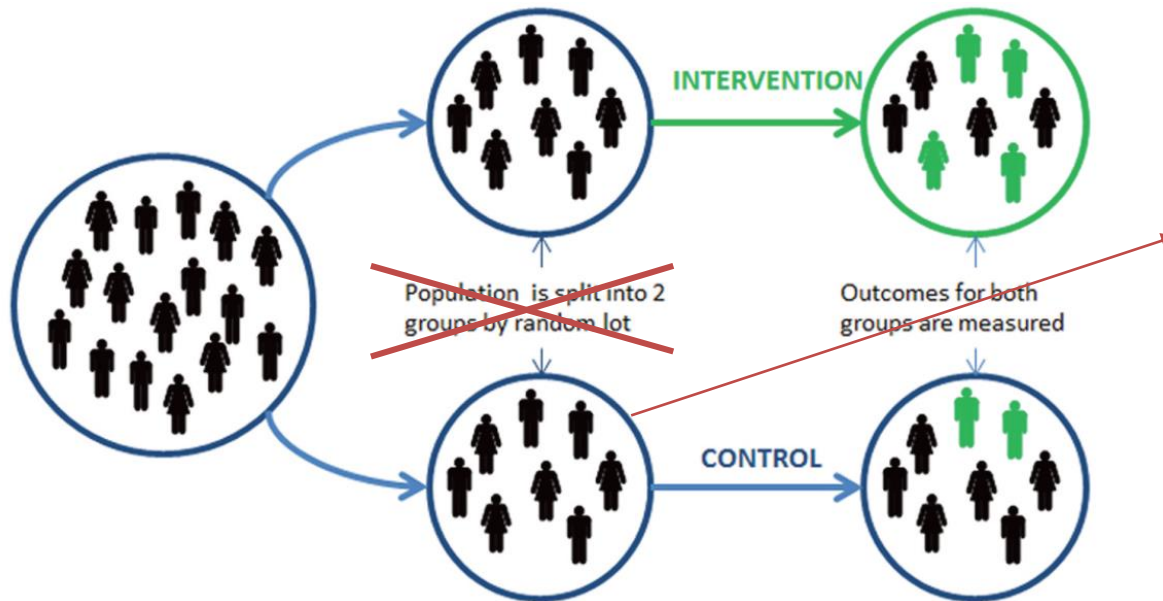 INTERVENTION
Population is split into 2
groups by random lot
Outcomes for both
groups are measured
CONTROL